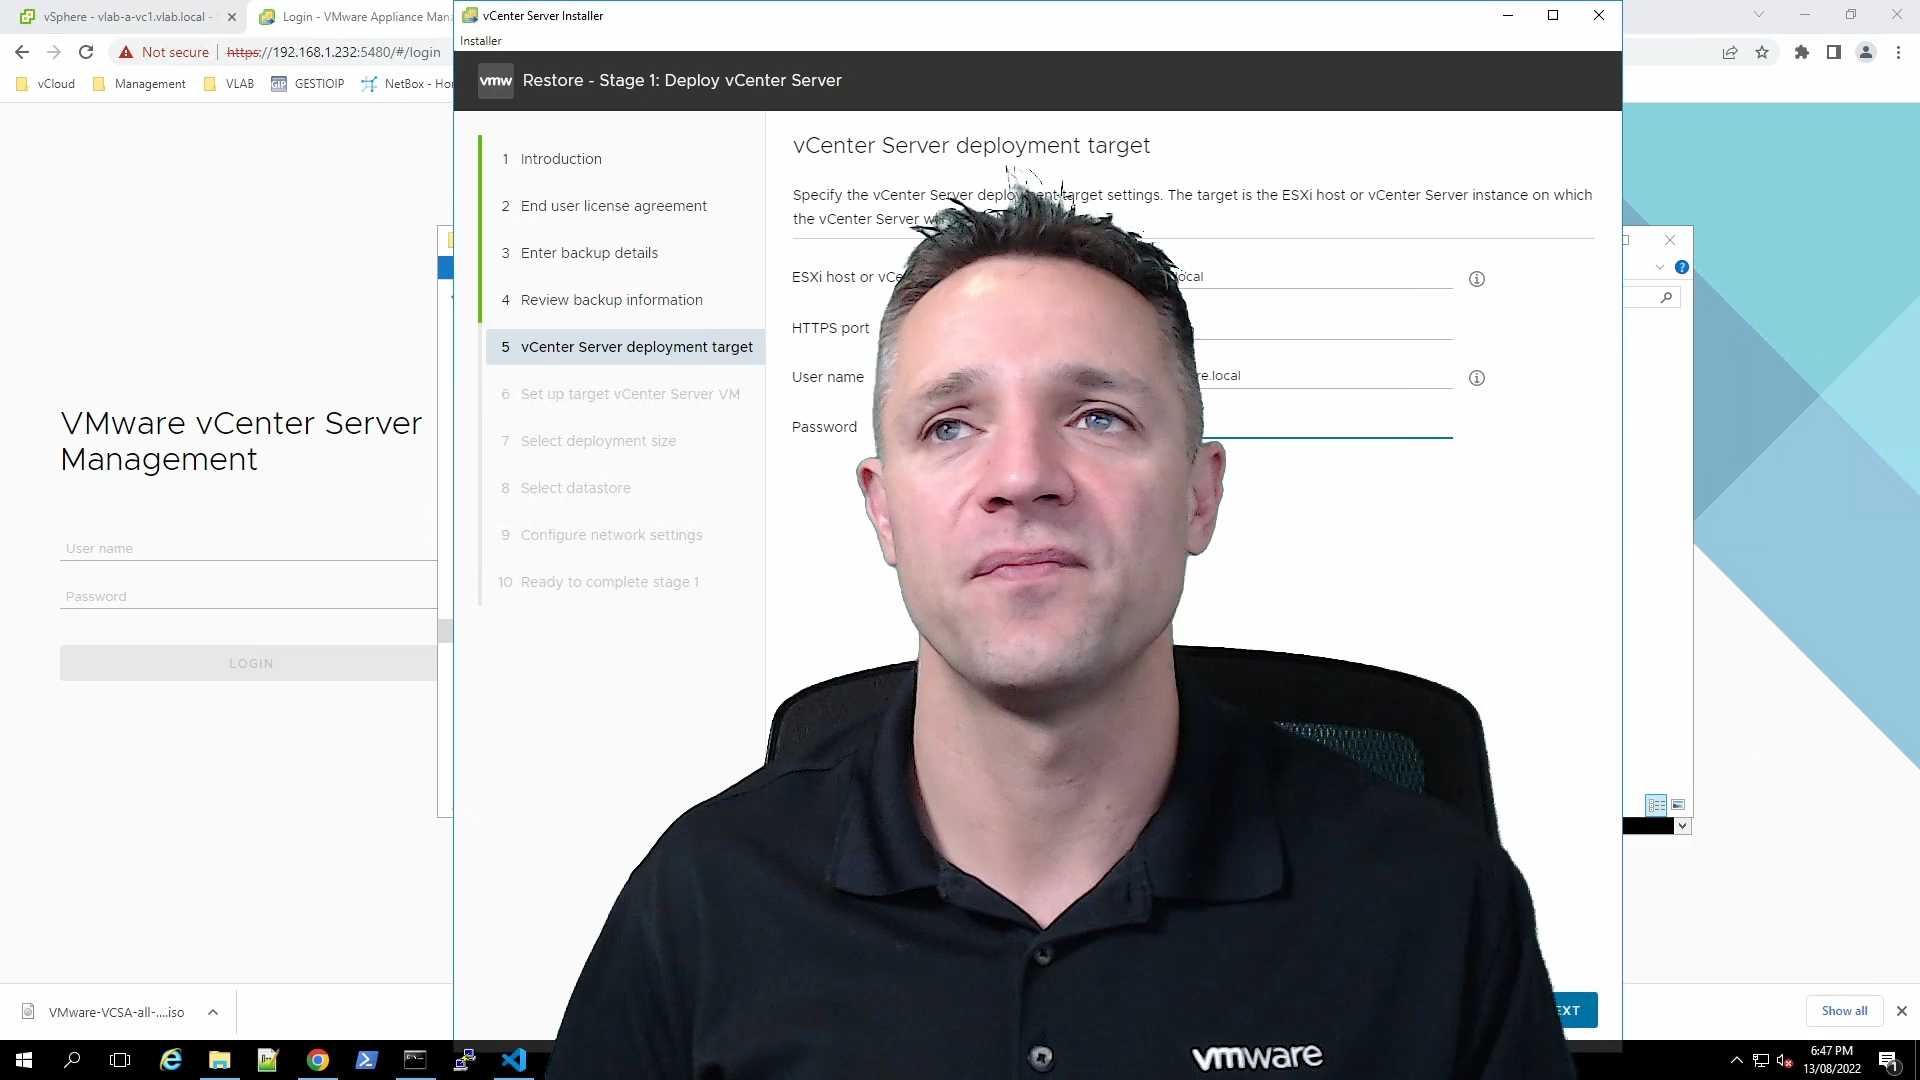 vSphere - vlab-a-vc1.vlab.local -
Login - VMware Appliance Man
vCenter Server Installer
Installer
Not secure
https://192.168.1.232:5480/#/login
vCloud
Management
VLAB
GIP
GESTIOIP
NetBox - Ho
vmw
Restore - Stage 1: Deploy vCenter Server
1 Introduction
2 End user license agreement
3 Enter backup details
4 Review backup information
5 vCenter Server deployment target
6 Set up target vCenter Server VM
7 Select deployment size
8 Select datastore
9 Configure network settings
10 Ready to complete stage 1
vCenter Server deployment target
Specify the vCenter Server deployment target settings. The target is the ESXi host or vCenter Server instance on which
the vCenter Server w
ESXi host or vCe
local
HTTPS port
User name
re.local
Password
VMware vCenter Server
Management
User name
Password
LOGIN
EXT
VMware-VCSA-all-....iso
Show all
vmware
6:47 PM
13/08/2022
1